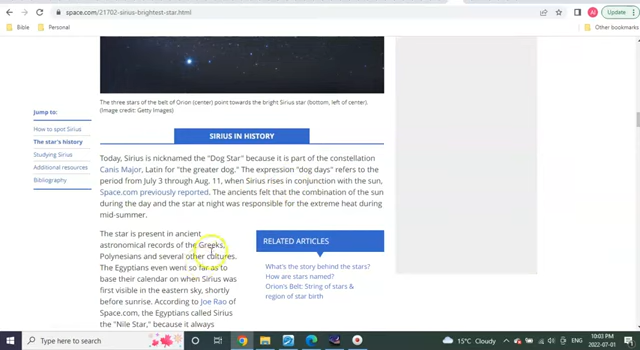 space.com/21702-sirius-brightest-star.html
Update
Bible
Personal
Other bookmarks
The three stars of the belt of Orion (center) point towards the bright Sirius star (bottom, left of center).
(Image credit: Getty Images)
Jump to:
How to spot Sirius
The star's history
Studying Sirius
Additional resources
Bibliography
SIRIUS IN HISTORY
Today, Sirius is nicknamed the "Dog Star" because it is part of the constellation
Canis Major, Latin for "the greater dog." The expression "dog days" refers to the
period from July 3 through Aug. 11, when Sirius rises in conjunction with the sun,
Space.com previously reported. The ancients felt that the combination of the sun
during the day and the star at night was responsible for the extreme heat during
mid-summer.
The star is present in ancient
astronomical records of the Greeks,
Polynesians and several other cultures.
The Egyptians even went so far as to
base their calendar on when Sirius was
first visible in the eastern sky, shortly
before sunrise. According to Joe Rao of
Space.com, the Egyptians called Sirius
the "Nile Star," because it always
RELATED ARTICLES
What's the story behind the stars?
How are stars named?
Orion's Belt: String of stars &
region of star birth
Type here to search
15°C Cloudy
ENG
10:03 PM
2022-07-01